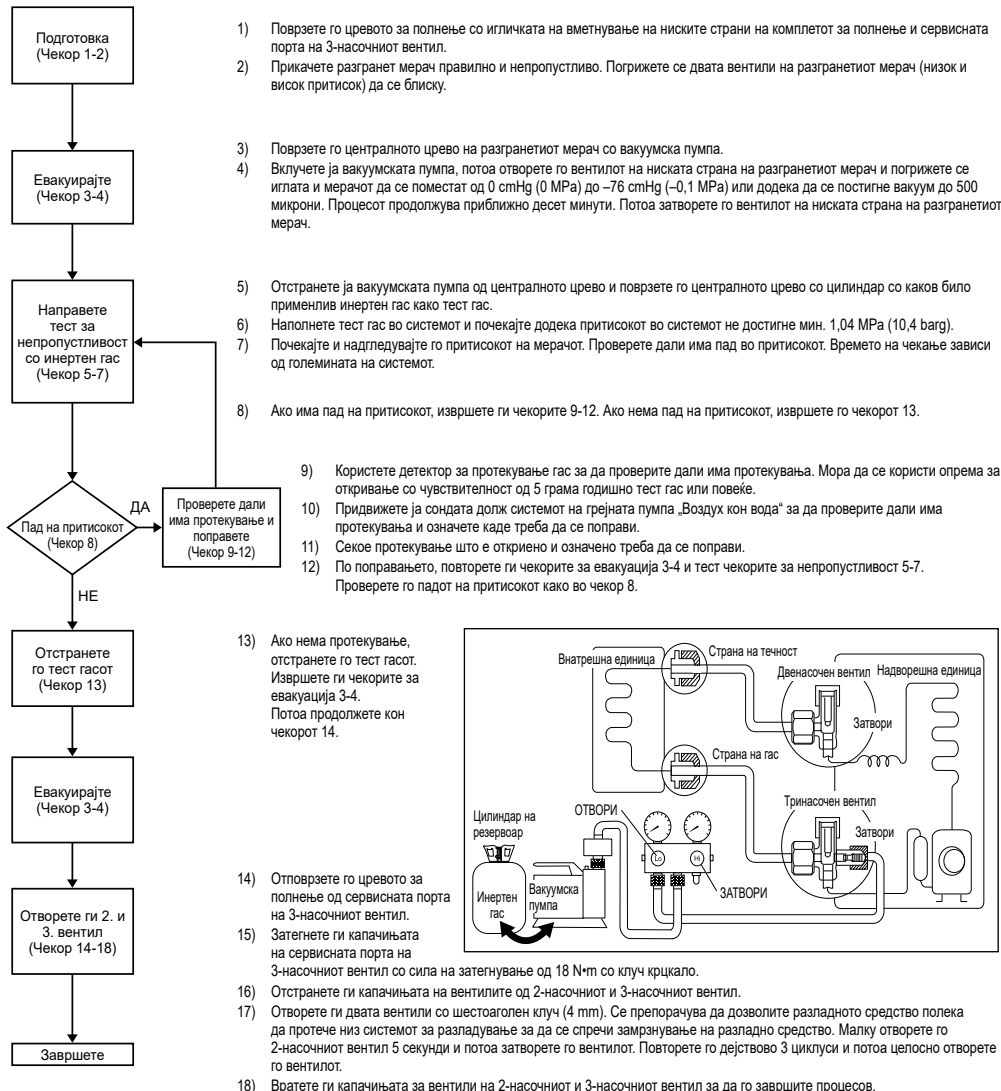 Подготовка
(Чекор 1-2)
1) Поврзете го цревото за полнење со игличката на вметнување на ниските страни на комплетот за полнење и сервисната
порта на 3-насочниот вентил.
2) Прикачете разгранет мерач правилно и непропустливо. Погрижете се двата вентили на разгранетиот мерач (низок и
висок притисок) да се блиску.
Евакуирајте
(Чекор 3-4)
3) Поврзете го централното црево на разгранетиот мерач со вакуумска пумпа.
4) Вклучете ја вакуумската пумпа, потоа отворете го вентилот на ниската страна на разгранетиот мерач и погрижете се
иглата и мерачот да се поместат од 0 cmHg (0 MPa) до –76 cmHg (–0,1 MPa) или додека да се постигне вакуум до 500
микрони. Процесот продолжува приближно десет минути. Потоа затворете го вентилот на ниската страна на разгранетиот
мерач.
Направете
тест за
непропустливост
со инертен гас
(Чекор 5-7)
5) Отстранете ја вакуумската пумпа од централното црево и поврзете го централното црево со цилиндар со каков било
применлив инертен гас како тест гас.
6) Наполнете тест гас во системот и почекајте додека притисокот во системот не достигне мин. 1,04 MPa (10,4 barg).
7) Почекајте и надгледувајте го притисокот на мерачот. Проверете дали има пад во притисокот. Времето на чекање зависи
од големината на системот.
8) Ако има пад на притисокот, извршете ги чекорите 9-12. Ако нема пад на притисокот, извршете го чекорот 13.
Пад на притисокот
(Чекор 8)
ДА
НЕ
Проверете дали
има протекување и
поправете
(Чекор 9-12)
9) Користете детектор за протекување гас за да проверите дали има протекувања. Мора да се користи опрема за
откривање со чувствителност од 5 грама годишно тест гас или повеќе.
10) Придвижете ја сондата долж системот на грејната пумпа „Воздух кон вода“ за да проверите дали има
протекувања и означете каде треба да се поправи.
11) Секое протекување што е откриено и означено треба да се поправи.
12) По поправањето, повторете ги чекорите за евакуација 3-4 и тест чекорите за непропустливост 5-7.
Проверете го падот на притисокот како во чекор 8.
Отстранете
го тест гасот
(Чекор 13)
13) Ако нема протекување,
отстранете го тест гасот.
Извршете ги чекорите за
евакуација 3-4.
Потоа продолжете кон
чекорот 14.
Внатрешна единица
Страна на течност
Двенасочен вентил
Надворешна единица
Затвори
Страна на гас
Тринасочен вентил
Затвори
ОТВОРИ
Цилиндар на
резервоар
Lo
Hi
ЗАТВОРИ
Инертен
гас
Вакуумска
пумпа
Евакуирајте
(Чекор 3-4)
Отворете ги 2. и
3. вентил
(Чекор 14-18)
14) Отповрзете го цревото за
полнење од сервисната порта
на 3-насочниот вентил.
15) Затегнете ги капачињата
на сервисната порта на
3-насочниот вентил со сила на затегнување од 18 N•m со клуч крцкало.
16) Отстранете ги капачињата на вентилите од 2-насочниот и 3-насочниот вентил.
17) Отворете ги двата вентили со шестоаголен клуч (4 mm). Се препорачува да дозволите разладното средство полека
да протече низ системот за разладување за да се спречи замрзнување на разладно средство. Малку отворете го
2-насочниот вентил 5 секунди и потоа затворете го вентилот. Повторете го дејствово 3 циклуси и потоа целосно отворете
го вентилот.
Завршете
18) Вратете ги капачињата за вентили на 2-насочниот и 3-насочниот вентил за да го завршите процесов.